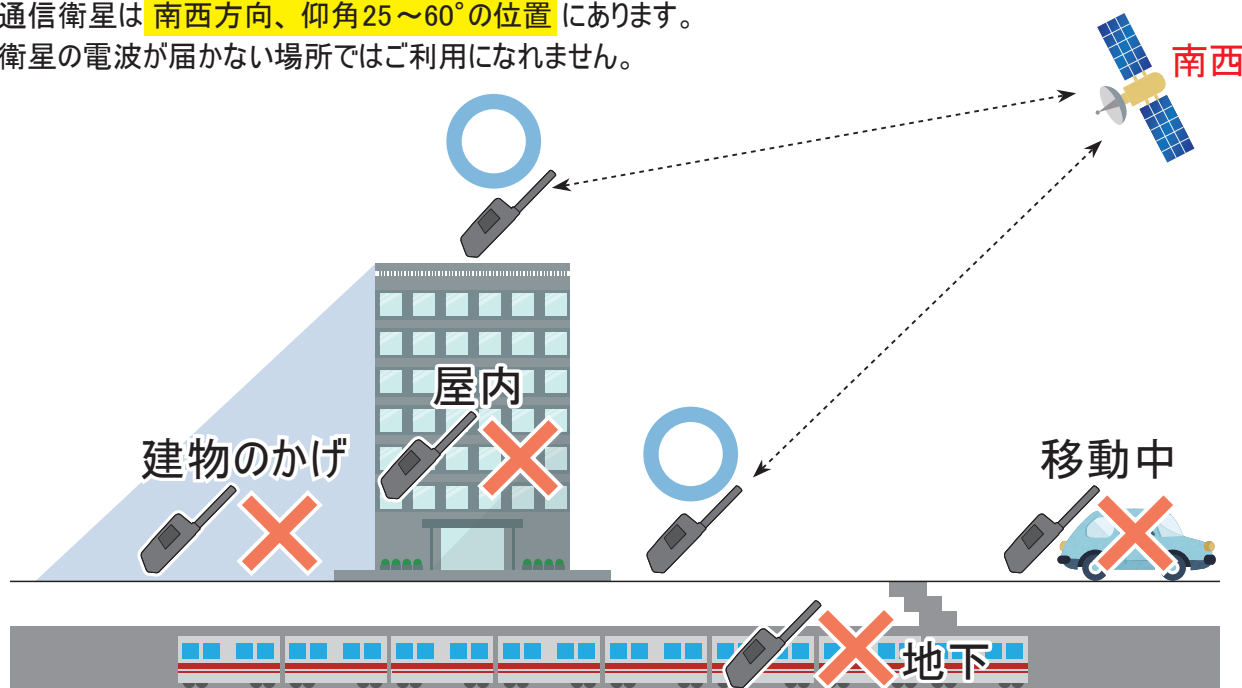 通信衛星は 南西方向、仰角25～60°の位置 にあります。
衛星の電波が届かない場所ではご利用になれません。
南西
屋内
建物のかげ
移動中
地下